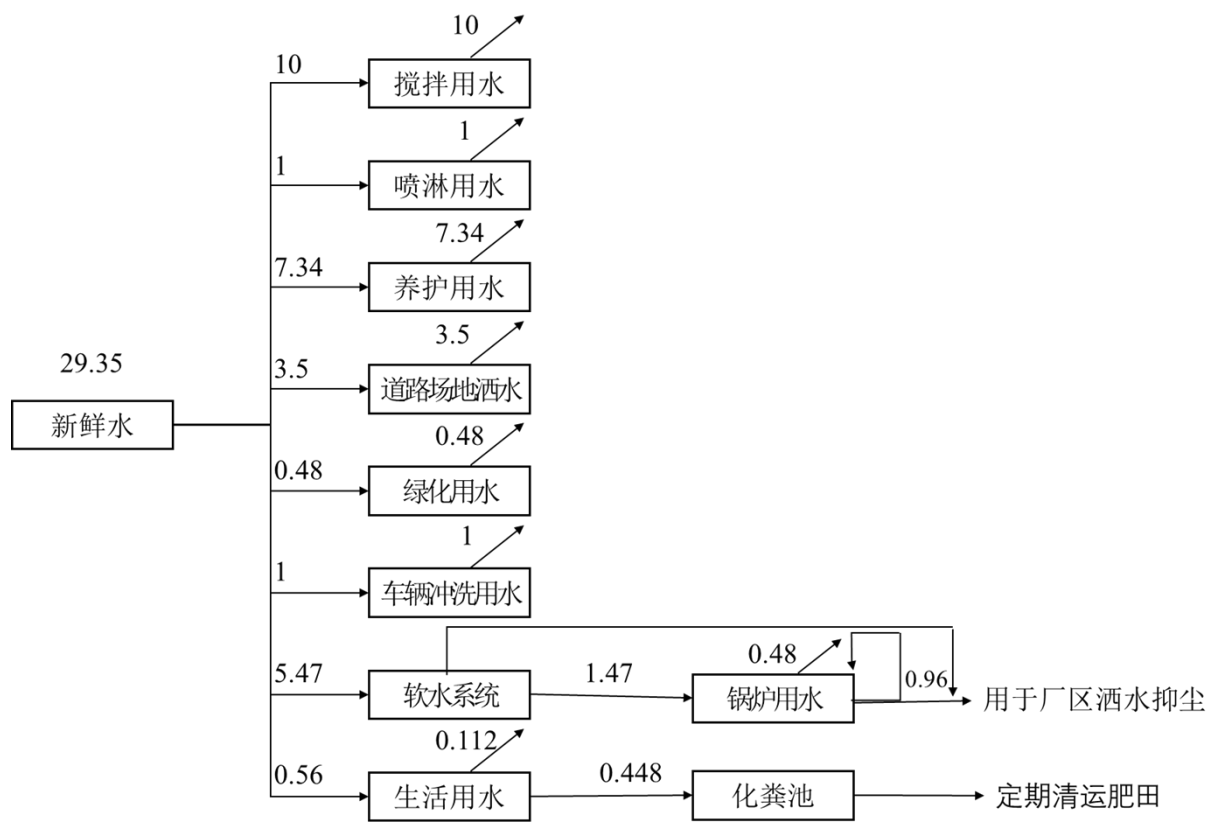 10
10
搅拌用水
1
1
喷淋用水
7.34
7.34
养护用水
3.5
29.35
3.5
道路场地洒水
新鲜水
0.48
0.48
绿化用水
1
1
车辆冲洗用水
5.47
软水系统
1.47
0.48
锅炉用水
0.96
用于厂区洒水抑尘
0.112
0.56
生活用水
0.448
化粪池
定期清运肥田